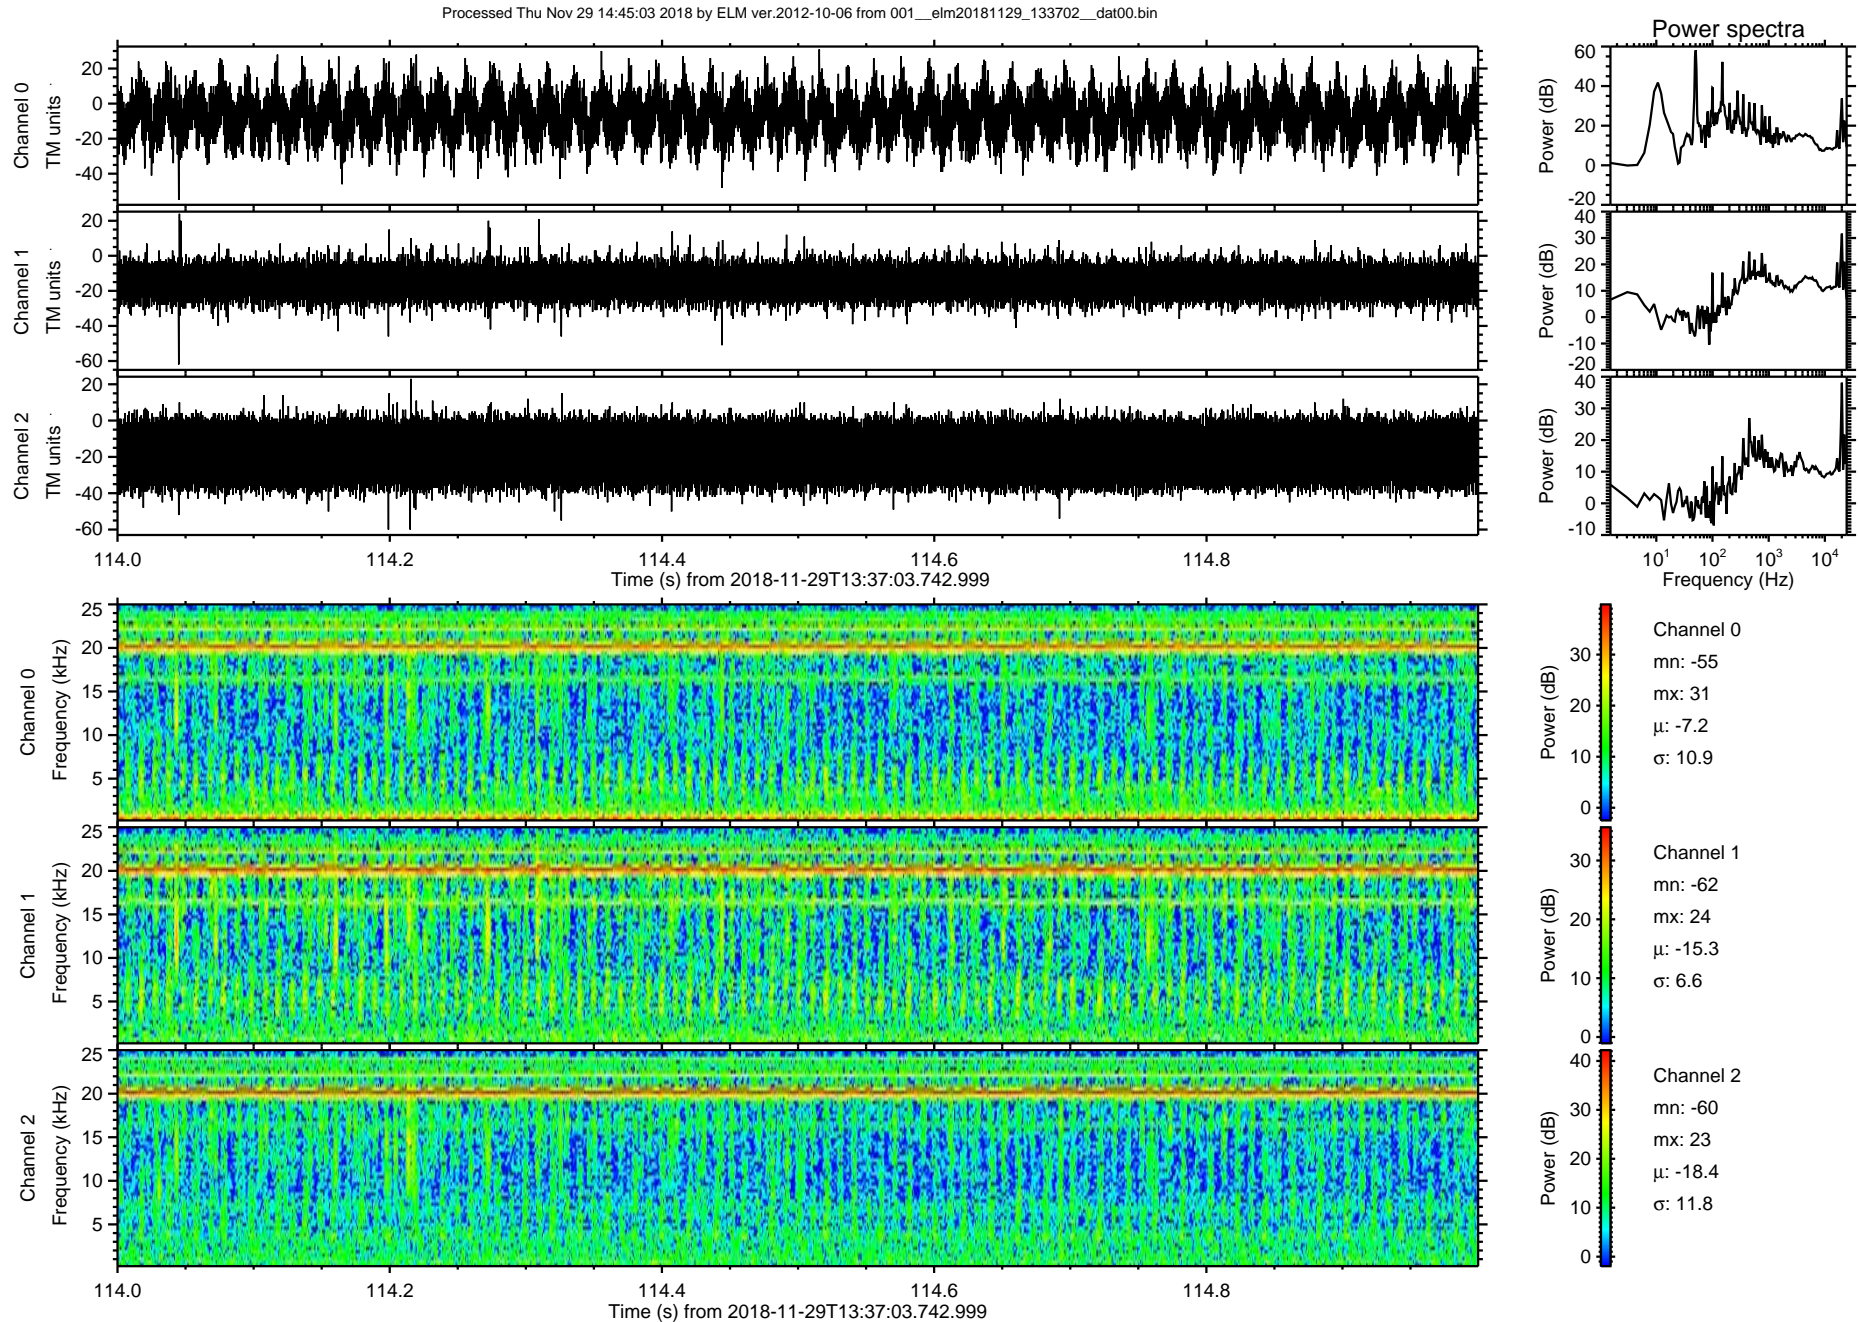 Processed Thu Nov 29 14:45:03 2018 by ELM ver.2012-10-06 from 001__elm20181129_133702__dat00.bin
Power spectra
Channel 0
TM units
20
0
-20
-40
Power (dB)
60
40
20
0
-20
Channel 1
TM units
20
0
-20
-40
-60
Power (dB)
40
30
20
10
0
-10
-20
Channel 2
TM units
20
0
-20
-40
-60
Power (dB)
40
30
20
10
0
-10
114.0 114.2 114.4 114.6 114.8
Time (s) from 2018-11-29T13:37:03.742.999
10^1 10^2 10^3 10^4
Frequency (Hz)
Channel 0
Frequency (kHz)
25
20
15
10
5
Power (dB)
30
20
10
0
Channel 0
mn: -55
mx: 31
μ: -7.2
σ: 10.9
Channel 1
Frequency (kHz)
25
20
15
10
5
Power (dB)
30
20
10
0
Channel 1
mn: -62
mx: 24
μ: -15.3
σ: 6.6
Channel 2
Frequency (kHz)
25
20
15
10
5
Power (dB)
40
30
20
10
0
Channel 2
mn: -60
mx: 23
μ: -18.4
σ: 11.8
114.0 114.2 114.4 114.6 114.8
Time (s) from 2018-11-29T13:37:03.742.999